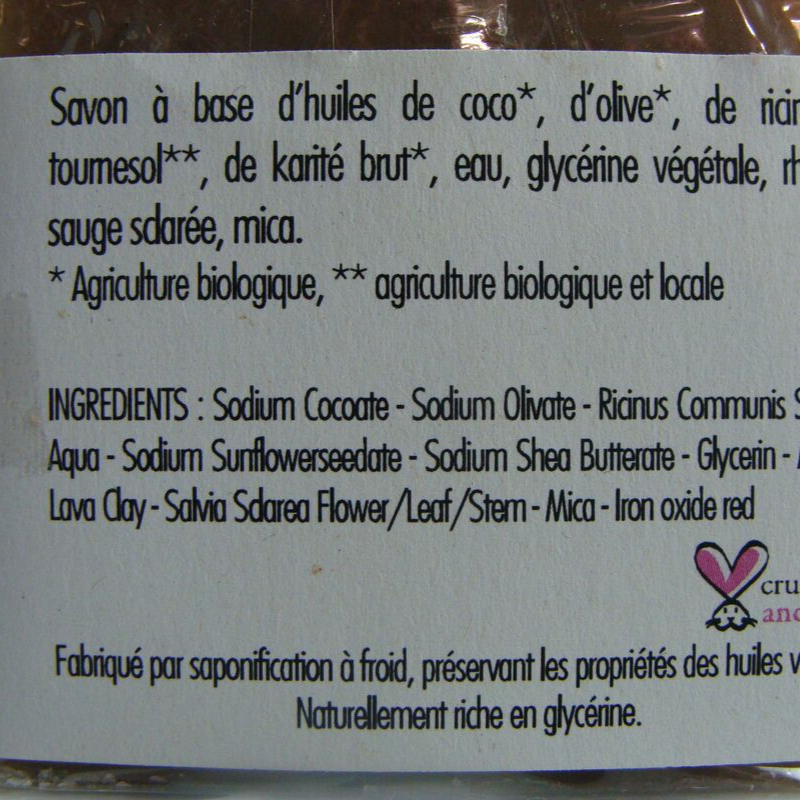 Savon à base d'huiles de coco*, d'olive*, de ricin
tournesol**, de karité brut*, eau, glycérine végétale, rh
sauge sclarée, mica.
* Agriculture biologique, ** agriculture biologique et locale
INGREDIENTS : Sodium Cocoate - Sodium Olivate - Ricinus Communis S
Aqua - Sodium Sunflowerseedate - Sodium Shea Butterate - Glycerin -
Lava Clay - Salvia Sclarea Flower/Leaf/Stem - Mica - Iron oxide red
cru
and
Fabriqué par saponification à froid, préservant les propriétés des huiles v
Naturellement riche en glycérine.